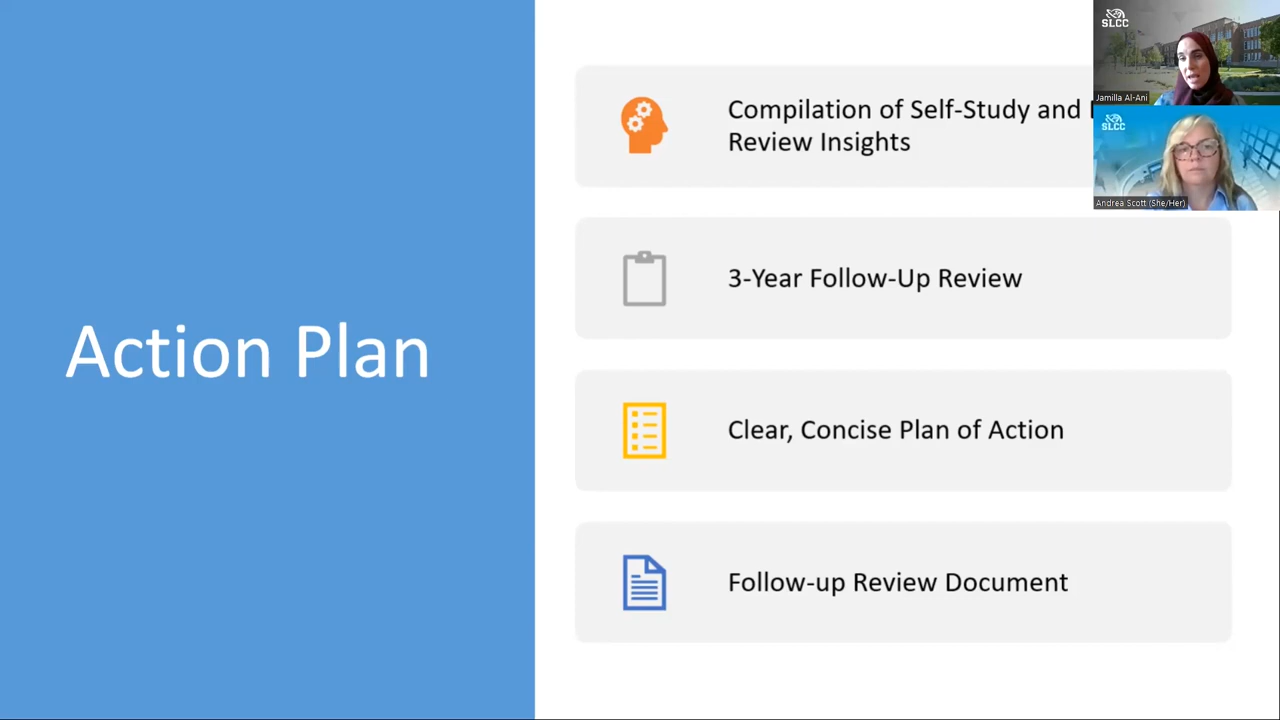 Action Plan
Compilation of Self-Study and
Review Insights
3-Year Follow-Up Review
Clear, Concise Plan of Action
Follow-up Review Document
SLCC
Jamilla Al-Ani
SLCC
Andrea Scott (She/Her)